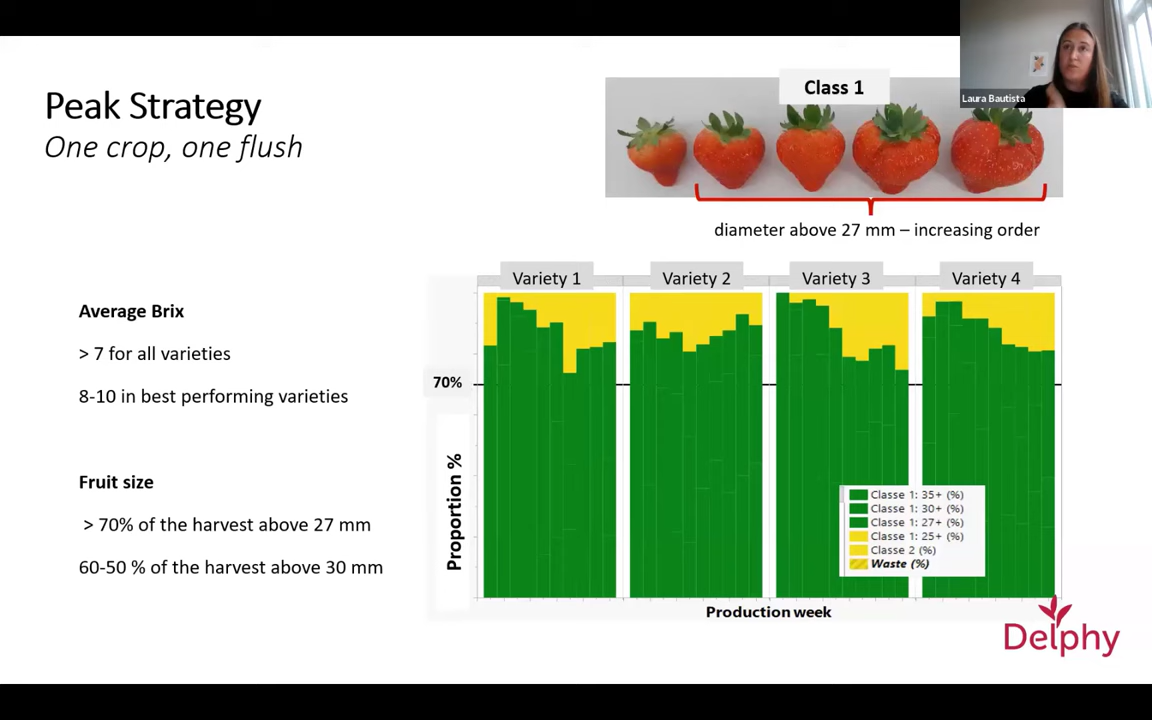 Peak Strategy
One crop, one flush
Class 1
Laura Bautista
diameter above 27 mm – increasing order
Average Brix
> 7 for all varieties
8-10 in best performing varieties
Fruit size
> 70% of the harvest above 27 mm
60-50 % of the harvest above 30 mm
Variety 1
Variety 2
Variety 3
Variety 4
70%
Proportion %
Classe 1: 35+ (%)
Classe 1: 30+ (%)
Classe 1: 27+ (%)
Classe 1: 25+ (%)
Classe 2 (%)
Waste (%)
Production week
Delphy